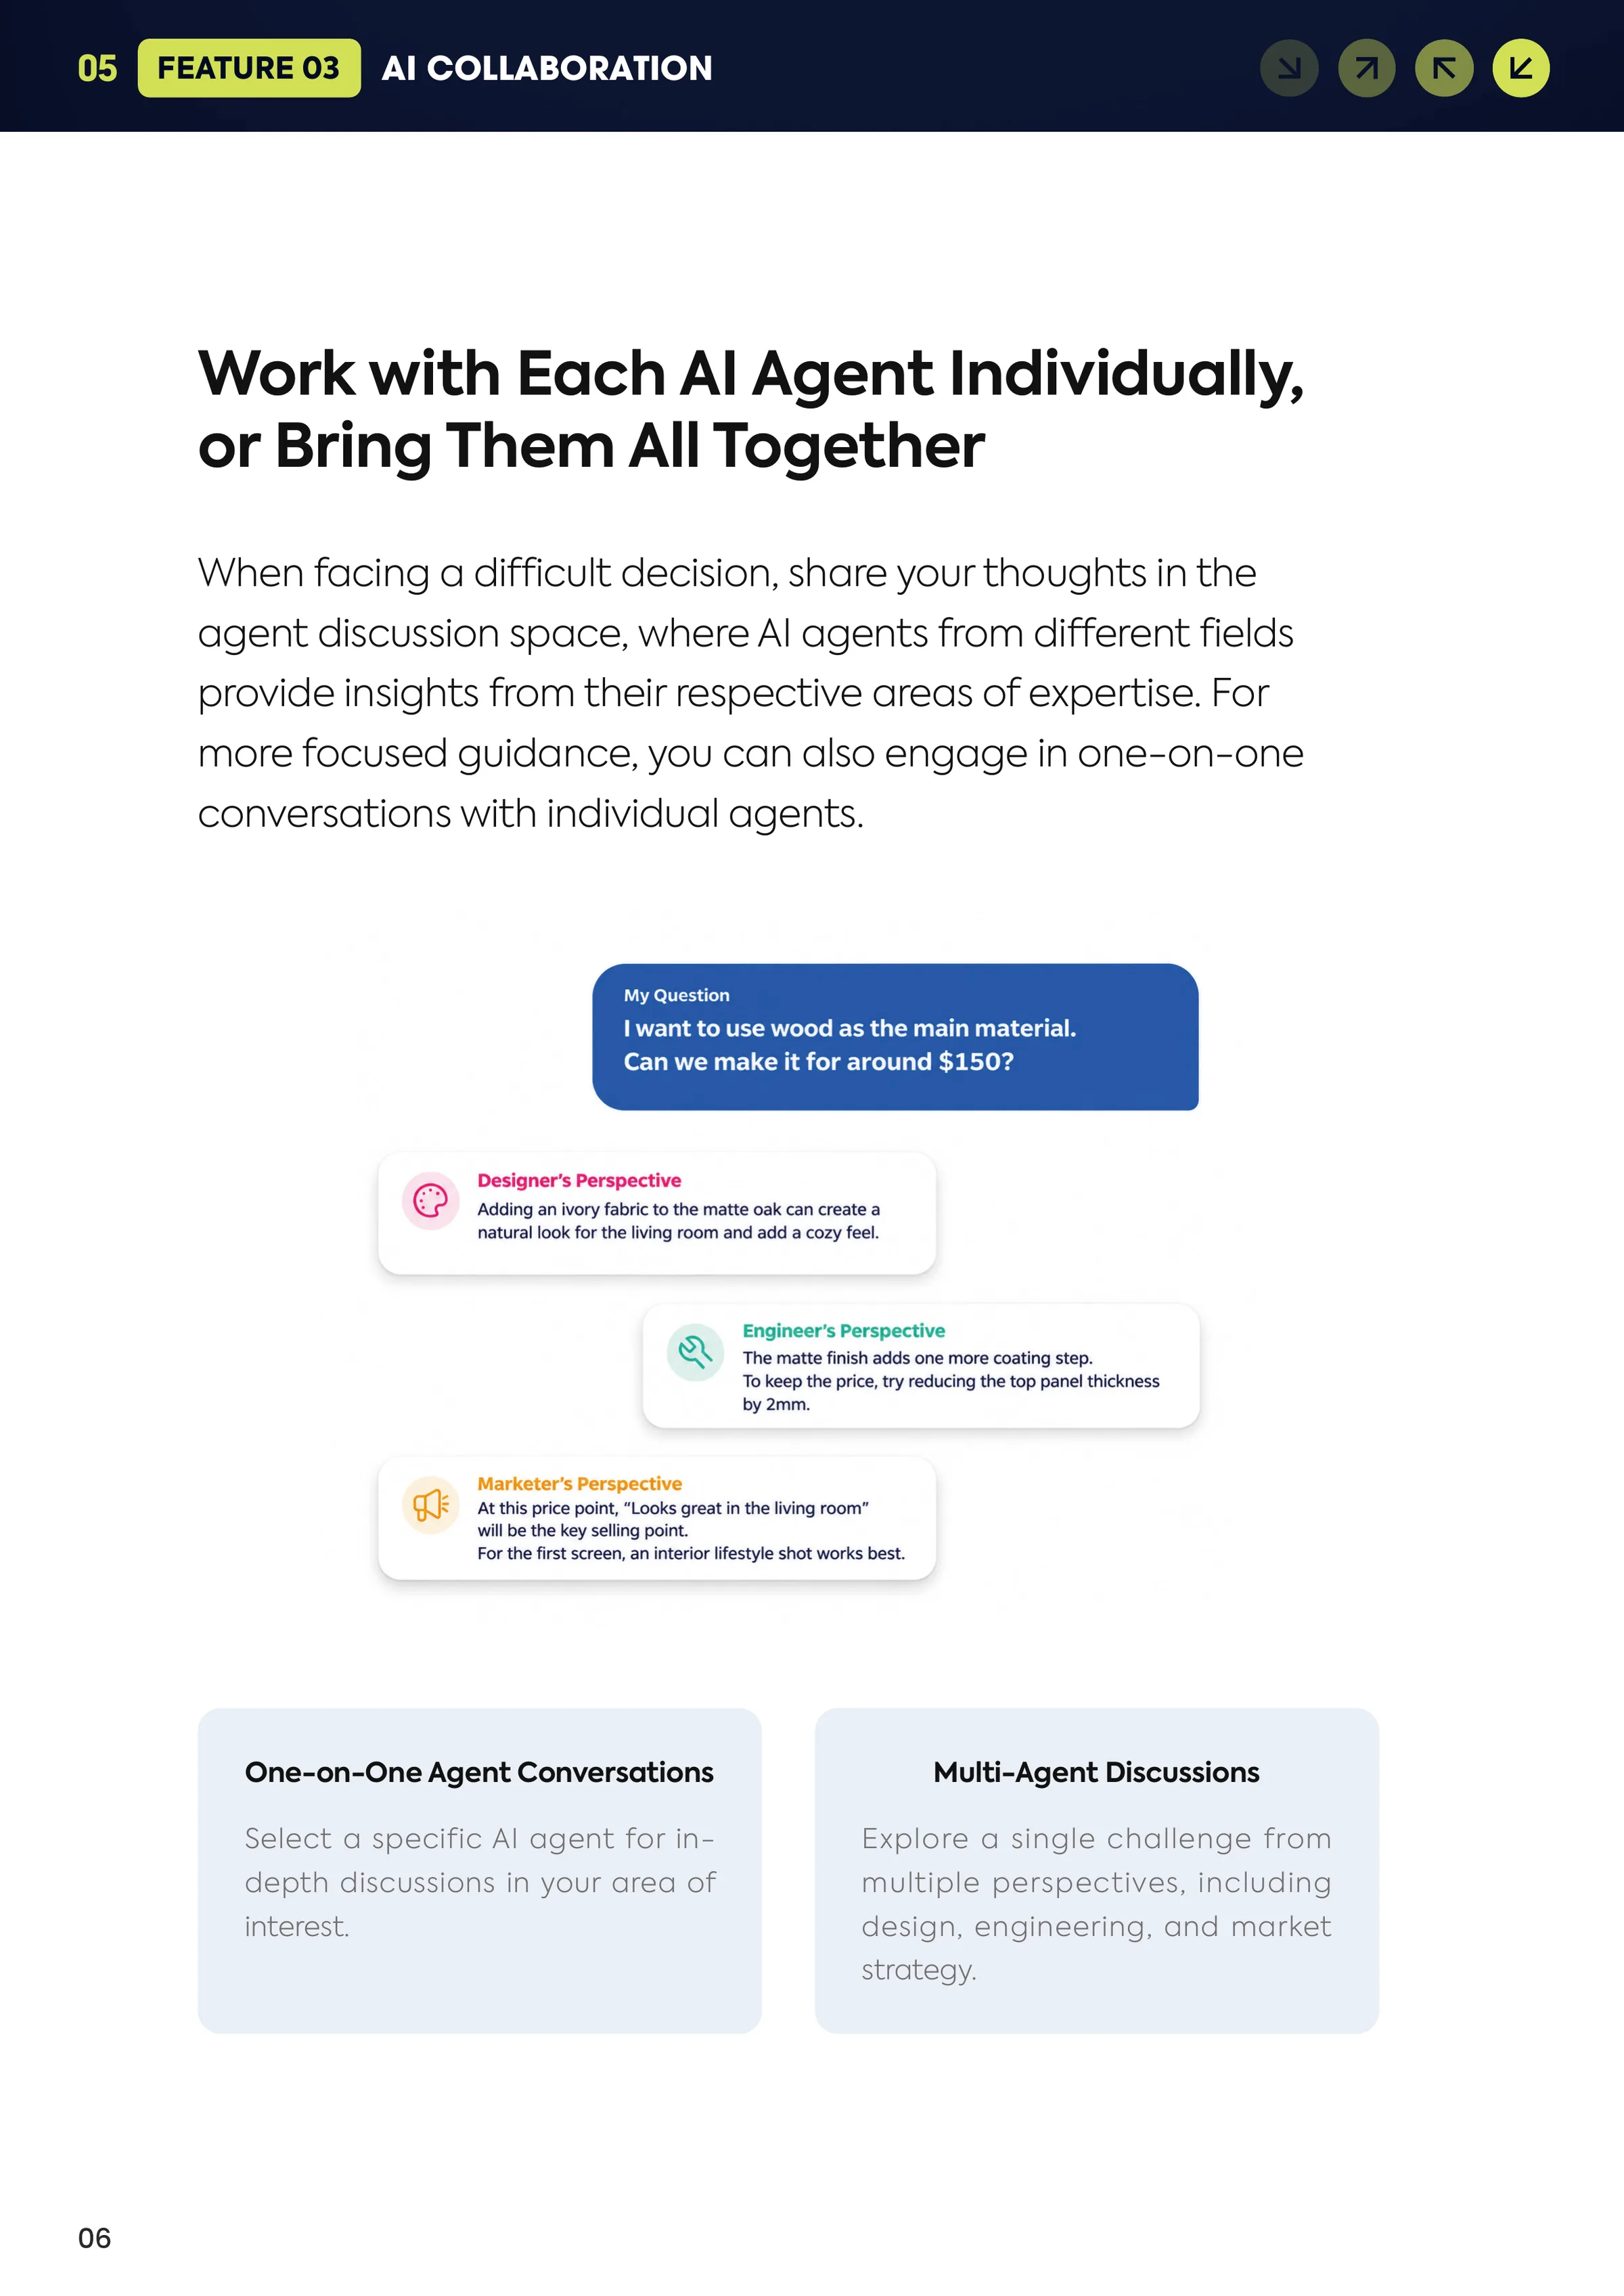 05 FEATURE 03 AI COLLABORATION
Work with Each AI Agent Individually,
or Bring Them All Together
When facing a difficult decision, share your thoughts in the
agent discussion space, where AI agents from different fields
provide insights from their respective areas of expertise. For
more focused guidance, you can also engage in one-on-one
conversations with individual agents.
My Question
I want to use wood as the main material.
Can we make it for around $150?
Designer's Perspective
Adding an ivory fabric to the matte oak can create a
natural look for the living room and add a cozy feel.
Engineer's Perspective
The matte finish adds one more coating step.
To keep the price, try reducing the top panel thickness
by 2mm.
Marketer's Perspective
At this price point, “Looks great in the living room”
will be the key selling point.
For the first screen, an interior lifestyle shot works best.
One-on-One Agent Conversations
Select a specific AI agent for in-
depth discussions in your area of
interest.
Multi-Agent Discussions
Explore a single challenge from
multiple perspectives, including
design, engineering, and market
strategy.
06